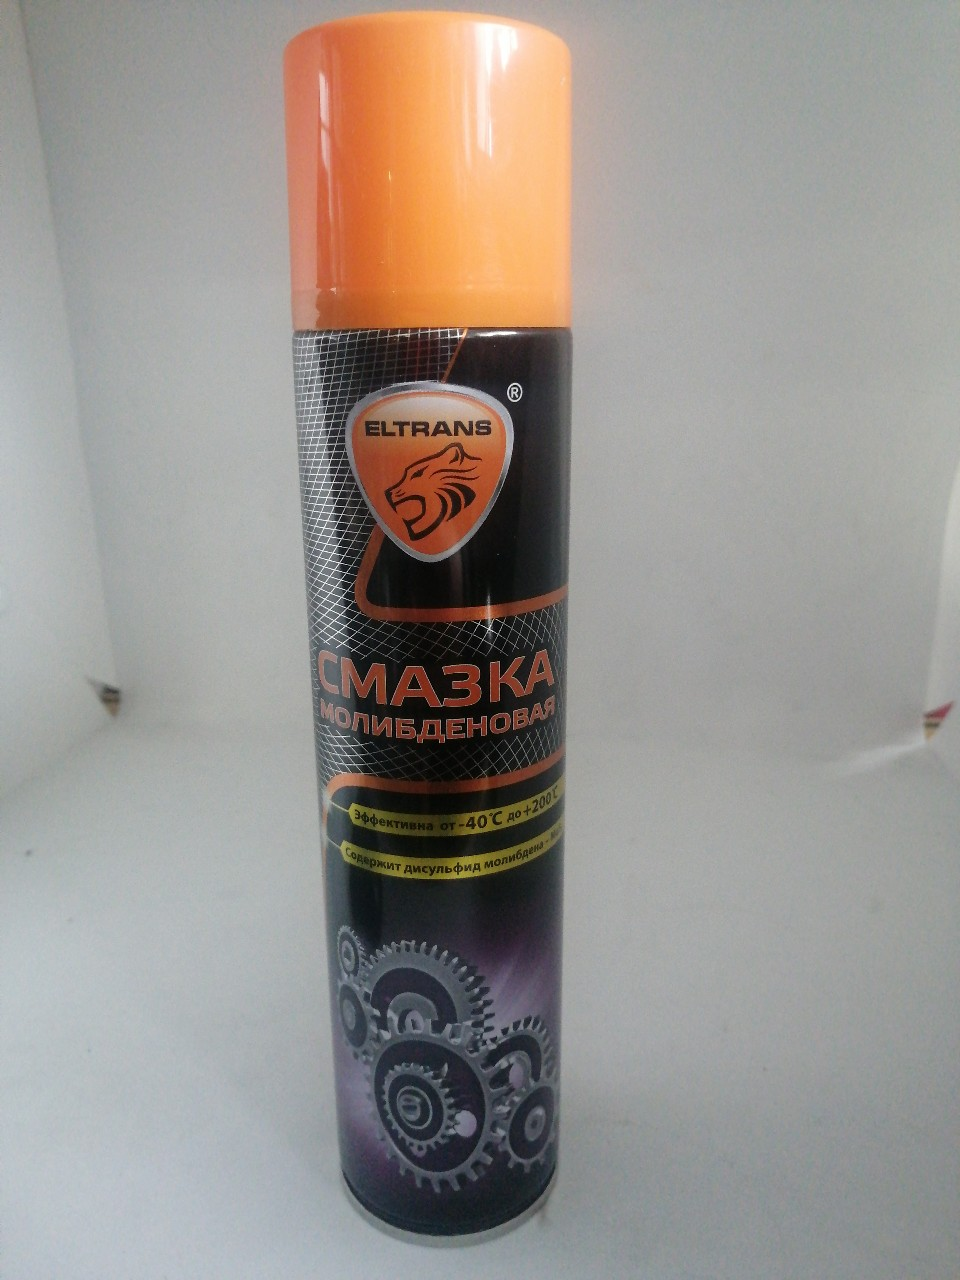 ®
ELTRANS
СМАЗКА
МОЛИБДЕНОВАЯ
Эффективна от -40°C до +200°C
Содержит дисульфид молибдена -